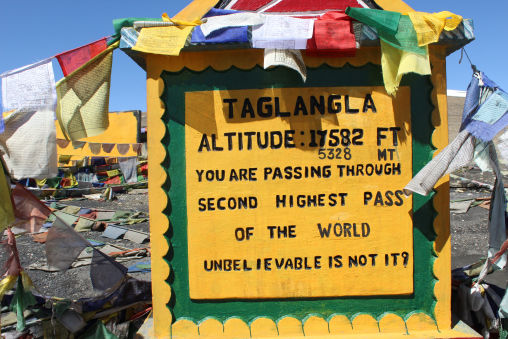 TAGLANGLA
ALTITUDE: 17582 FT
5328 MT
YOU ARE PASSING THROUGH
SECOND HIGHEST PASS
OF THE WORLD
UNBELIEVABLE IS NOT IT?